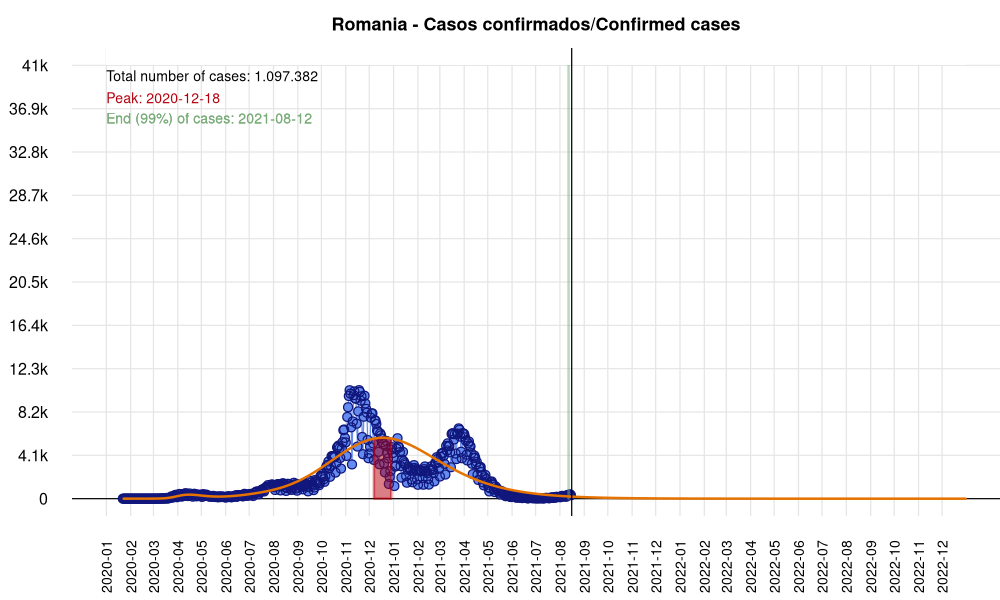 Romania - Casos confirmados/Confirmed cases
41k
Total number of cases: 1.097.382
Peak: 2020-12-18
36.9k
End (99%) of cases: 2021-08-12
32.8k
28.7k
24.6k
20.5k
16.4k
12.3k
8.2k
4.1k
0
2020-01
2020-02
2020-03
2020-04
2020-05
2020-06
2020-07
2020-08
2020-09
2020-10
2020-11
2020-12
2021-01
2021-02
2021-03
2021-04
2021-05
2021-06
2021-07
2021-08
2021-09
2021-10
2021-11
2021-12
2022-01
2022-02
2022-03
2022-04
2022-05
2022-06
2022-07
2022-08
2022-09
2022-10
2022-11
2022-12